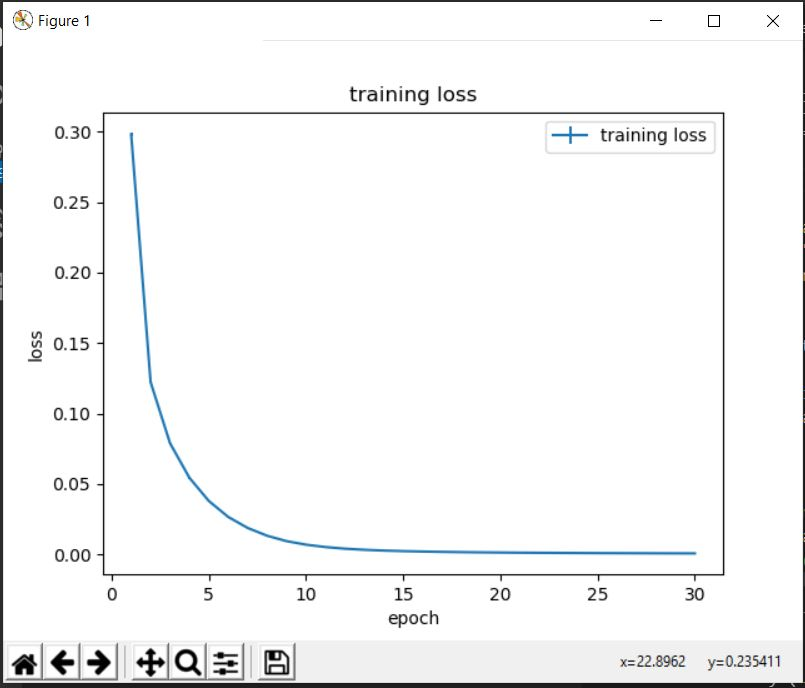 Figure 1
training loss
training loss
0.30
0.25
0.20
0.15
0.10
0.05
0.00
loss
0 5 10 15 20 25 30
epoch
x=22.8962 y=0.235411